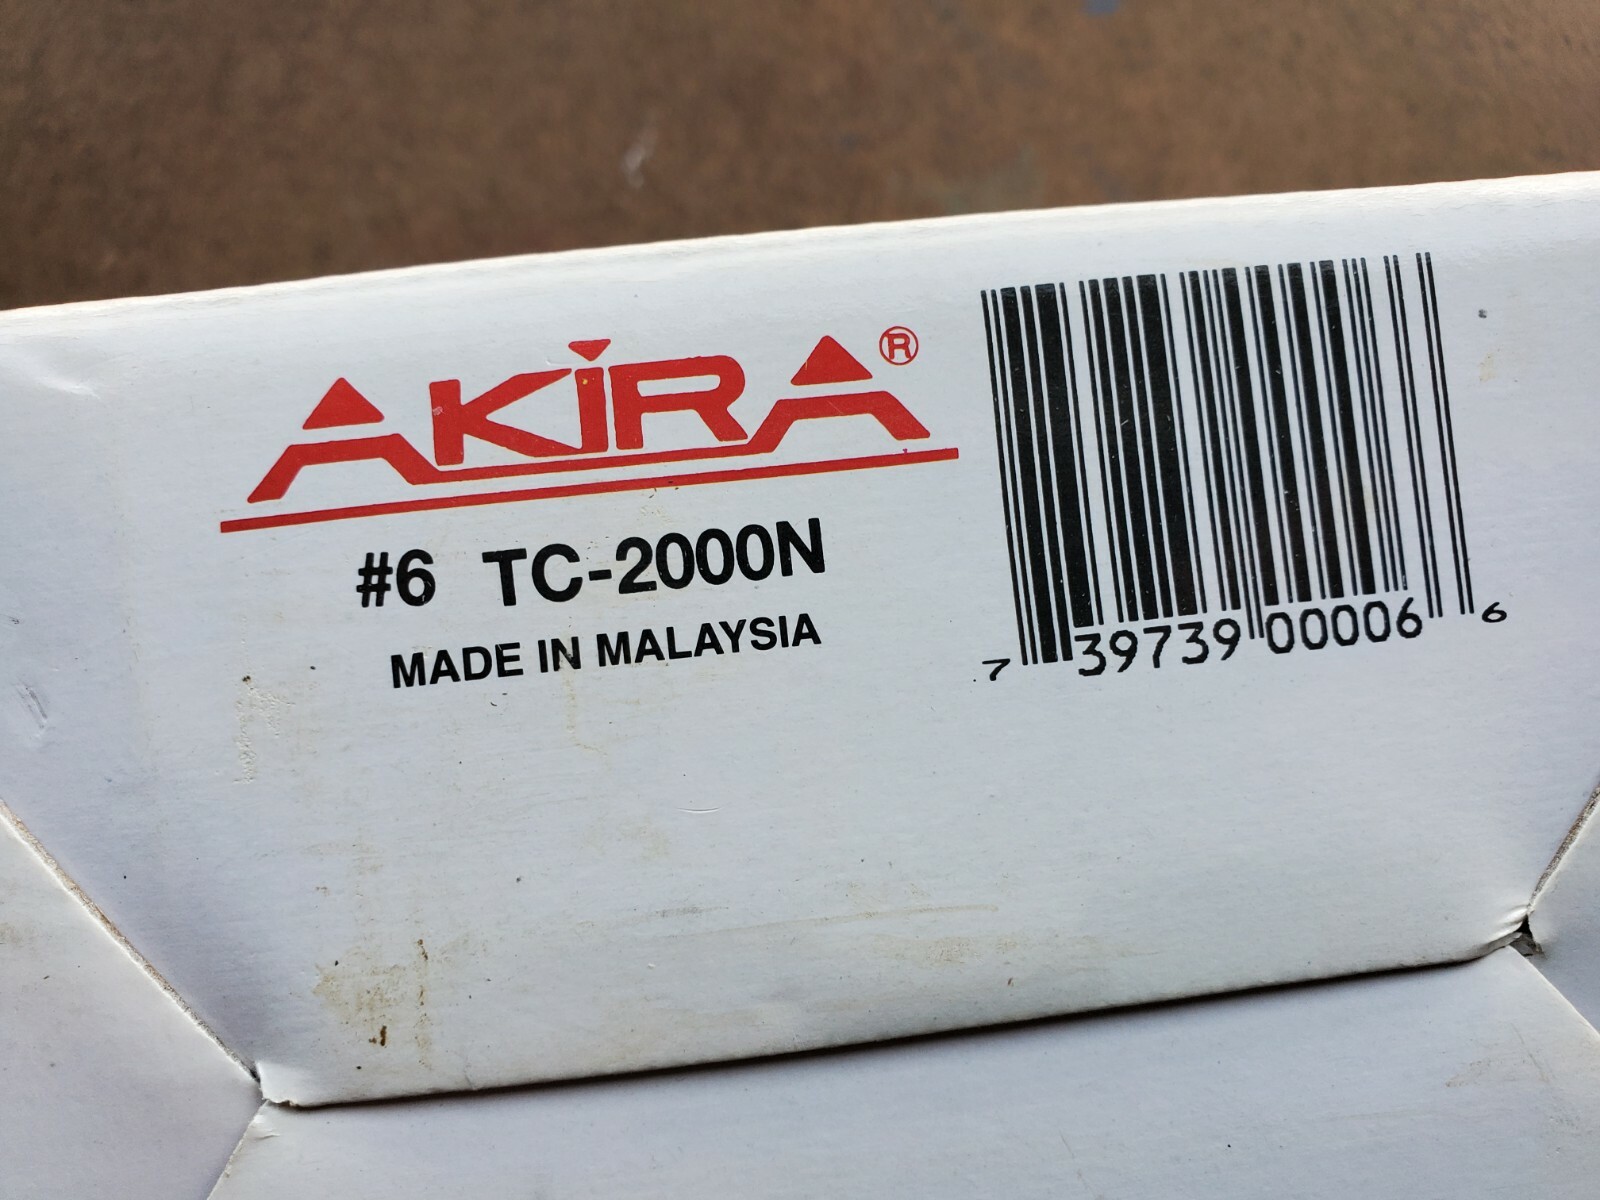 AKiRA®
#6 TC-2000N
MADE IN MALAYSIA
7 39739 00006 6